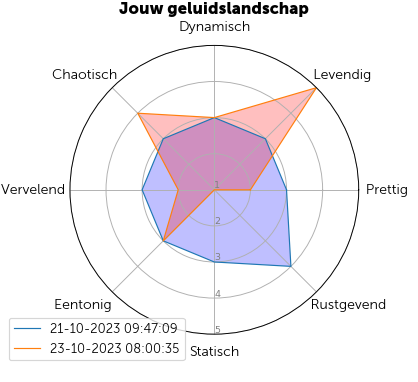 Jouw geluidslandschap
Dynamisch
Chaotisch
Levendig
Vervelend
1
Prettig
2
3
4
Eentonig
Rustgevend
5
21-10-2023 09:47:09
23-10-2023 08:00:35
Statisch